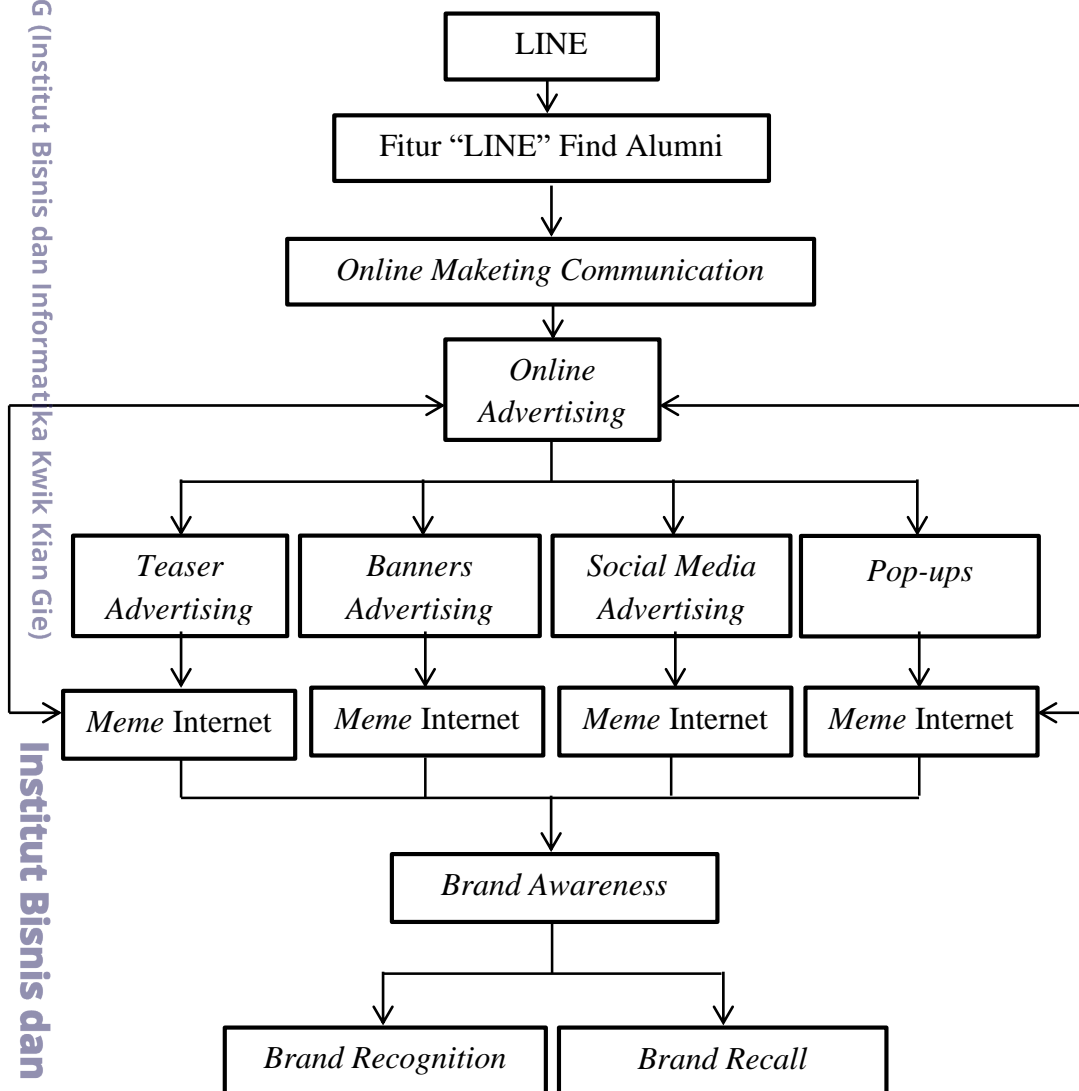 G (Institut Bisnis dan Informatika Kwik Kian Gie)
Institut Bisnis dan
LINE
Fitur “LINE” Find Alumni
Online Maketing Communication
Online
Advertising
Teaser
Advertising
Banners
Advertising
Social Media
Advertising
Pop-ups
Meme Internet
Meme Internet
Meme Internet
Meme Internet
Brand Awareness
Brand Recognition
Brand Recall